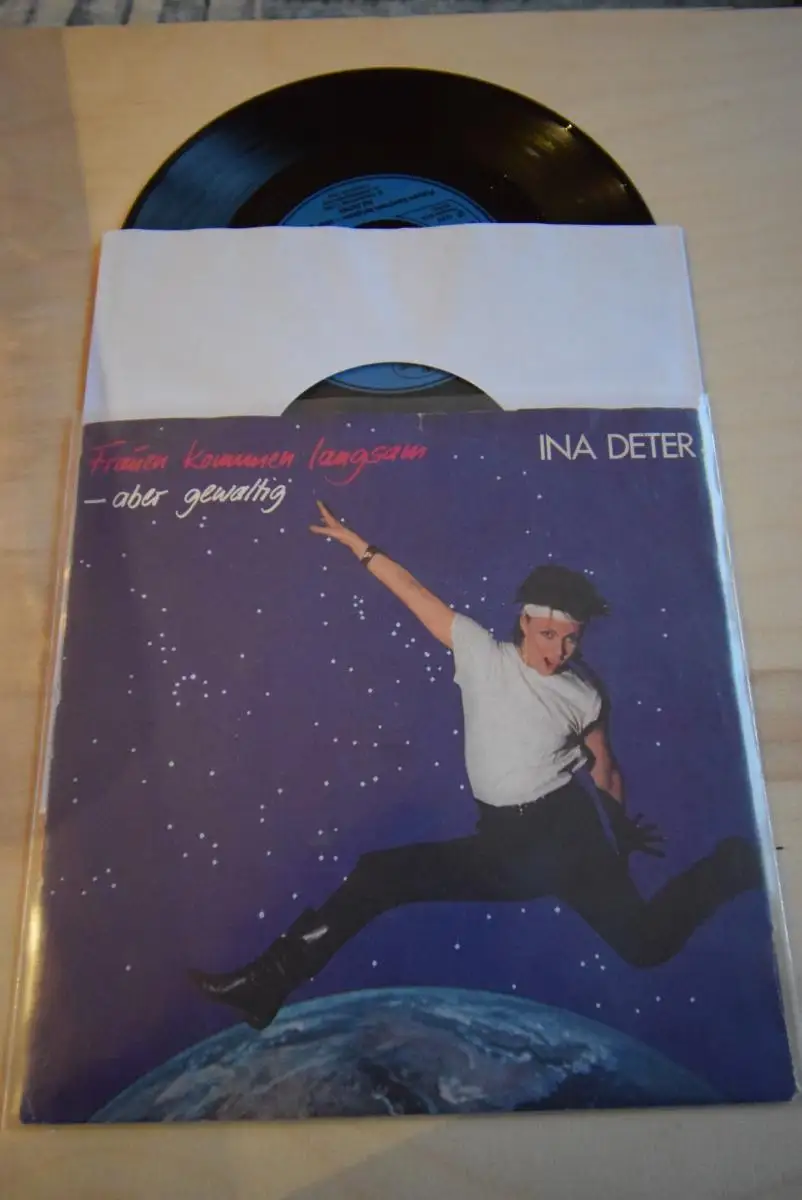 Frauen kommen langsam
– aber gewaltig
INA DETER